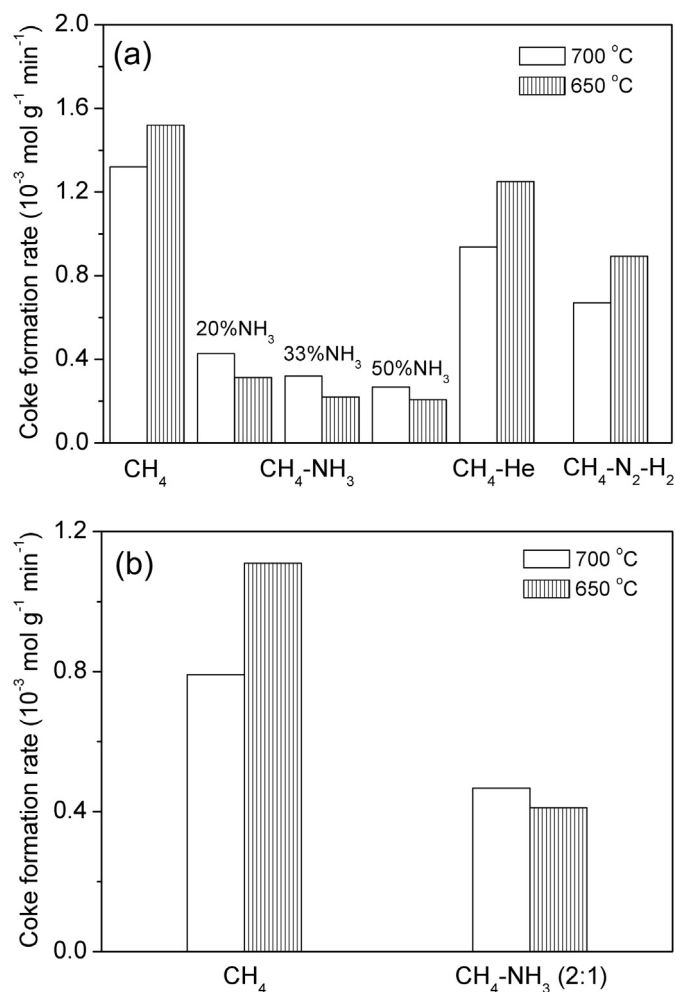 (a)
700 °C
650 °C
Coke formation rate (10⁻³ mol g⁻¹ min⁻¹)
2.0
1.6
1.2
0.8
0.4
0.0
20%NH₃
33%NH₃
50%NH₃
CH₄
CH₄-NH₃
CH₄-He
CH₄-N₂-H₂
(b)
700 °C
650 °C
Coke formation rate (10⁻³ mol g⁻¹ min⁻¹)
1.2
0.8
0.4
0.0
CH₄
CH₄-NH₃ (2:1)